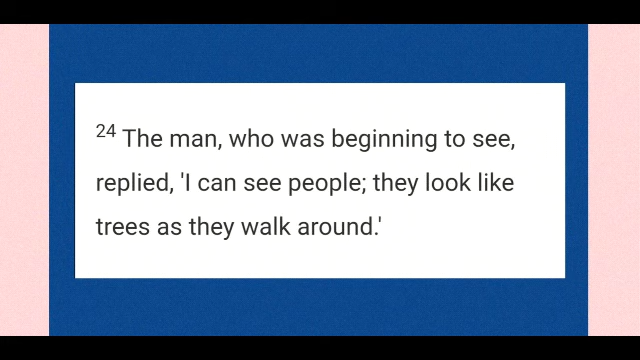 24 The man, who was beginning to see,
replied, 'I can see people; they look like
trees as they walk around.'